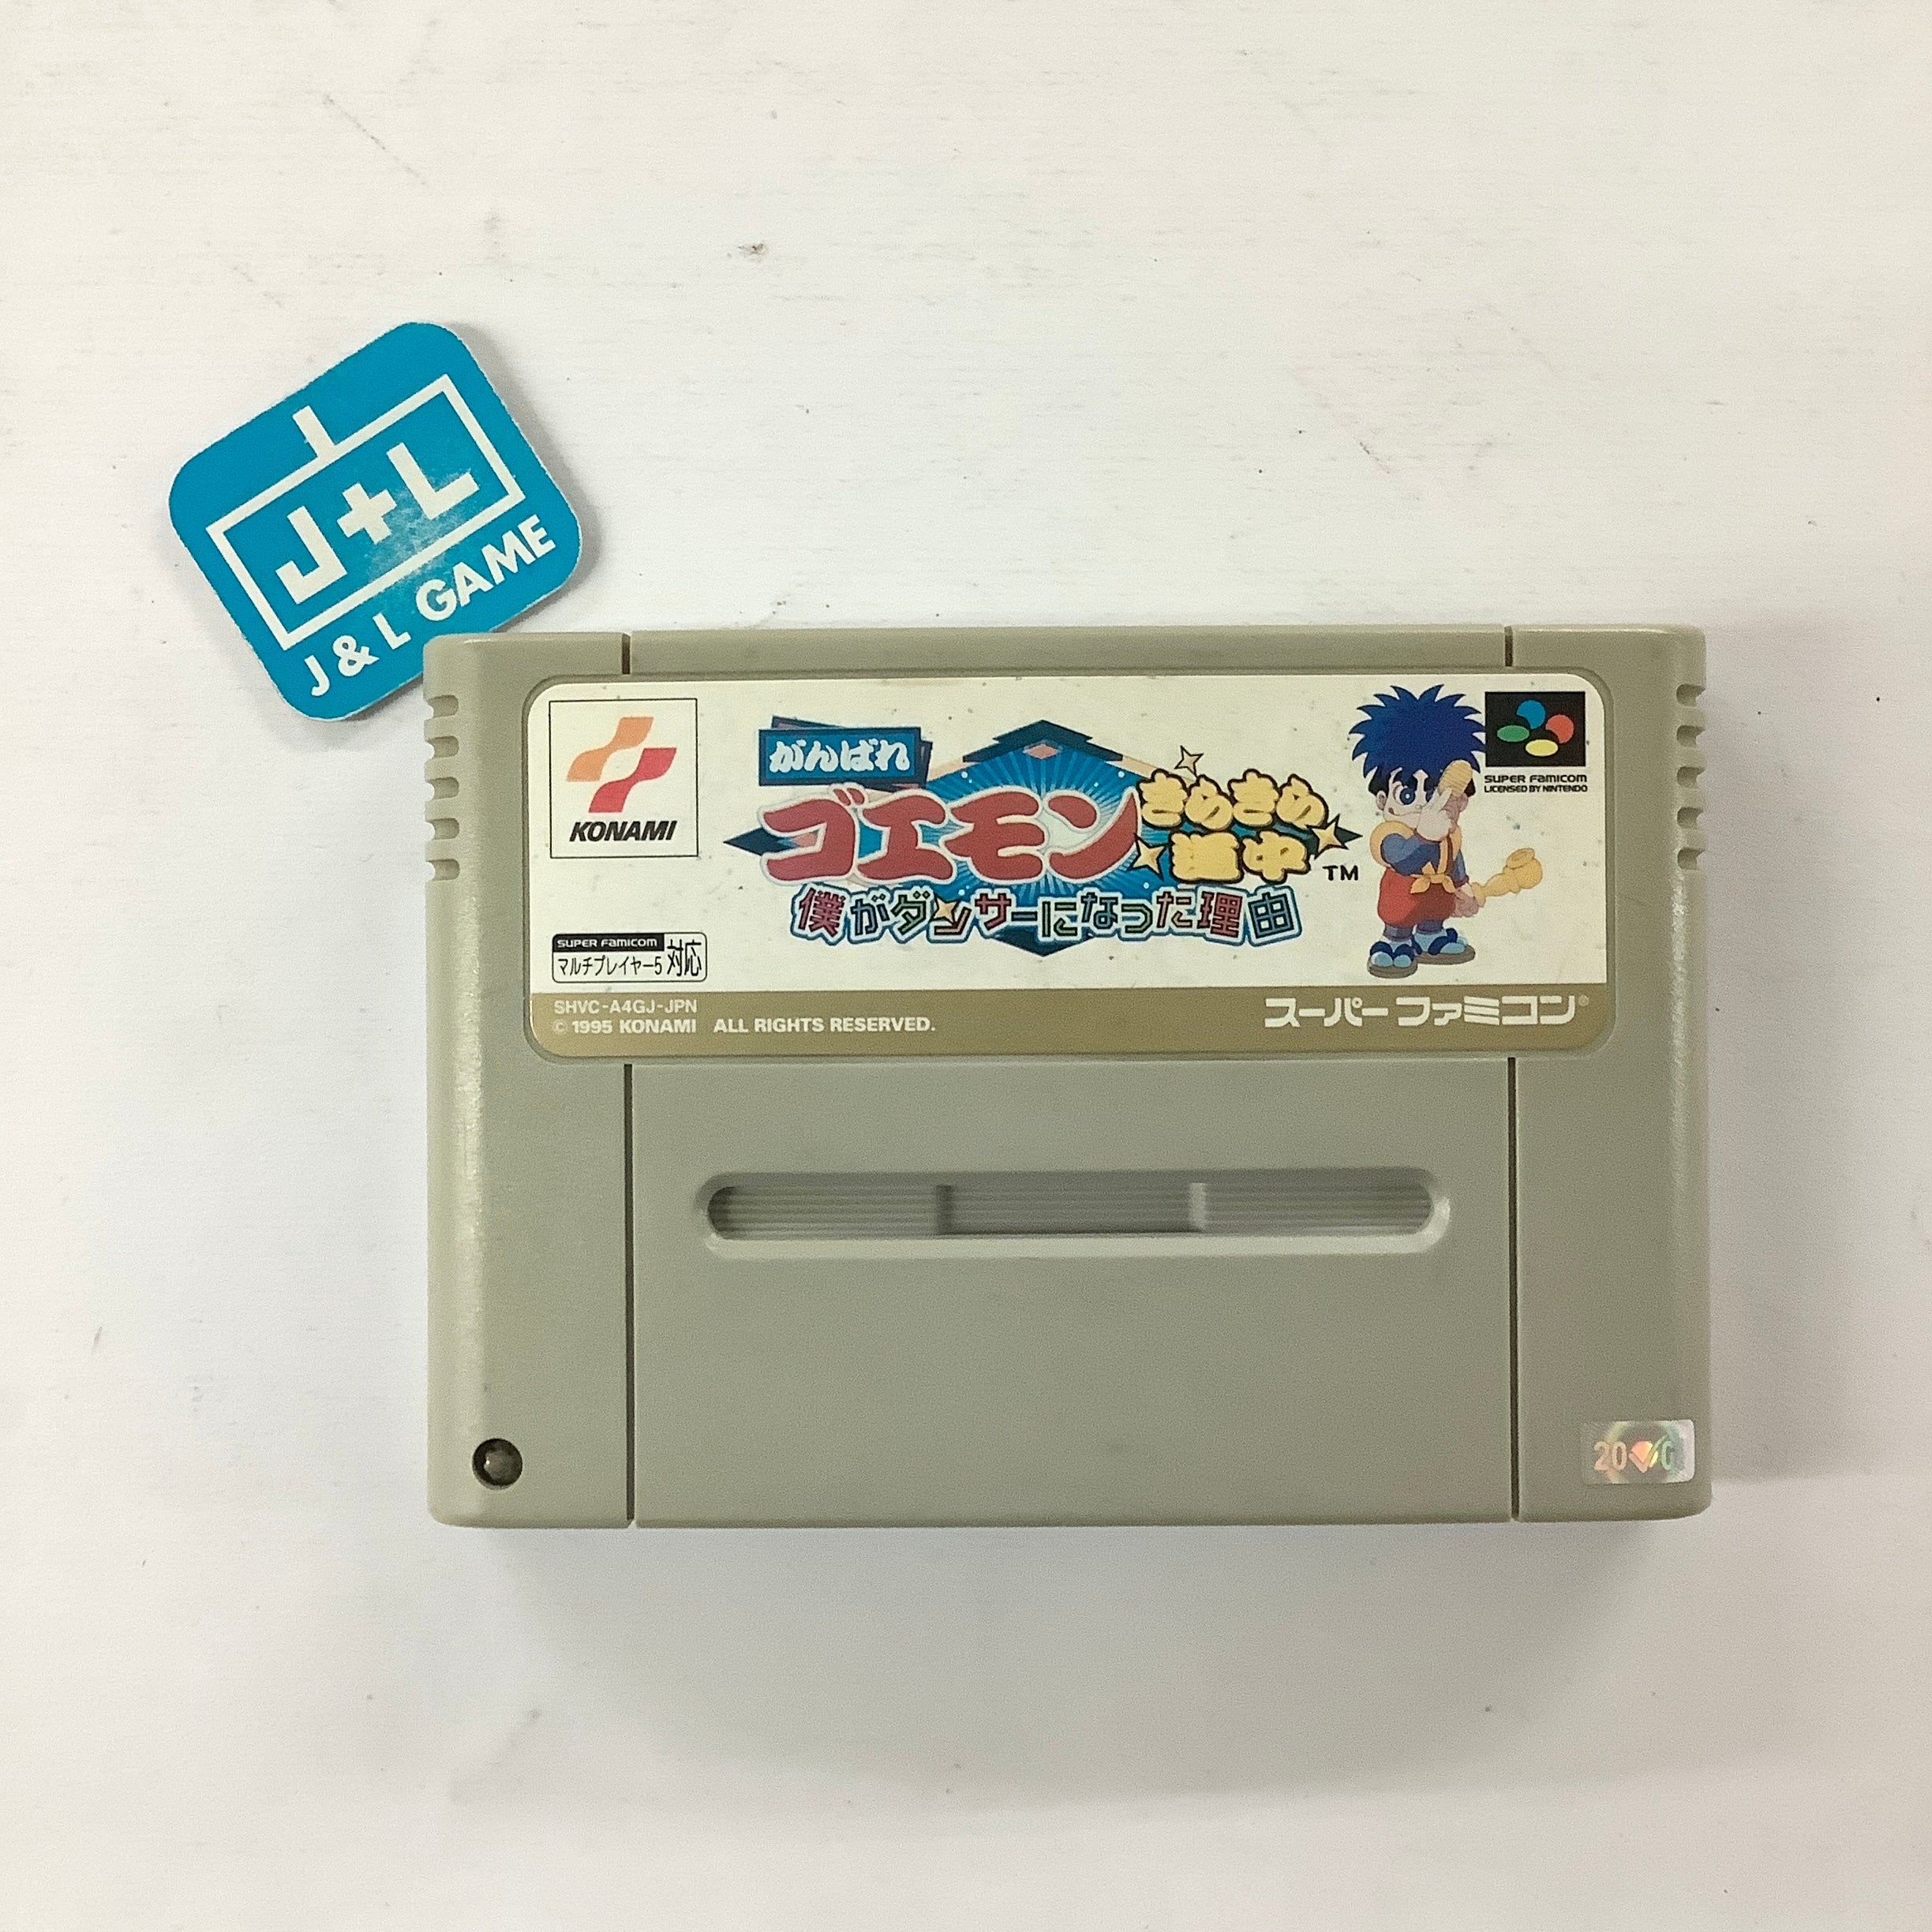 J+L
J & L GAME
KONAMI
がんばれ
ゴエモン
きらきら
道中
TM
僕がダンサーになった理由
SUPER FAMICOM
LICENSED BY NINTENDO
SUPER FAMICOM
マルチプレイヤー5 対応
SHVC-A4GJ-JPN
© 1995 KONAMI ALL RIGHTS RESERVED.
スーパーファミコン®
20